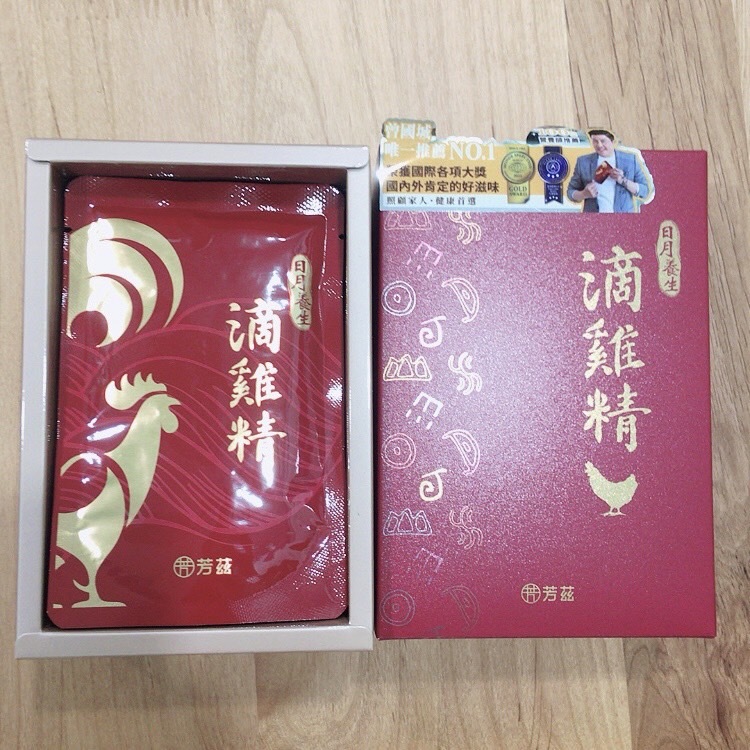 日月養生
滴雞精
芳茲
曾國城
唯一推薦NO.1
榮獲國際各項大獎
國內外肯定的好滋味
照顧家人·健康首選
GOLD
日月養生
滴雞精
芳茲